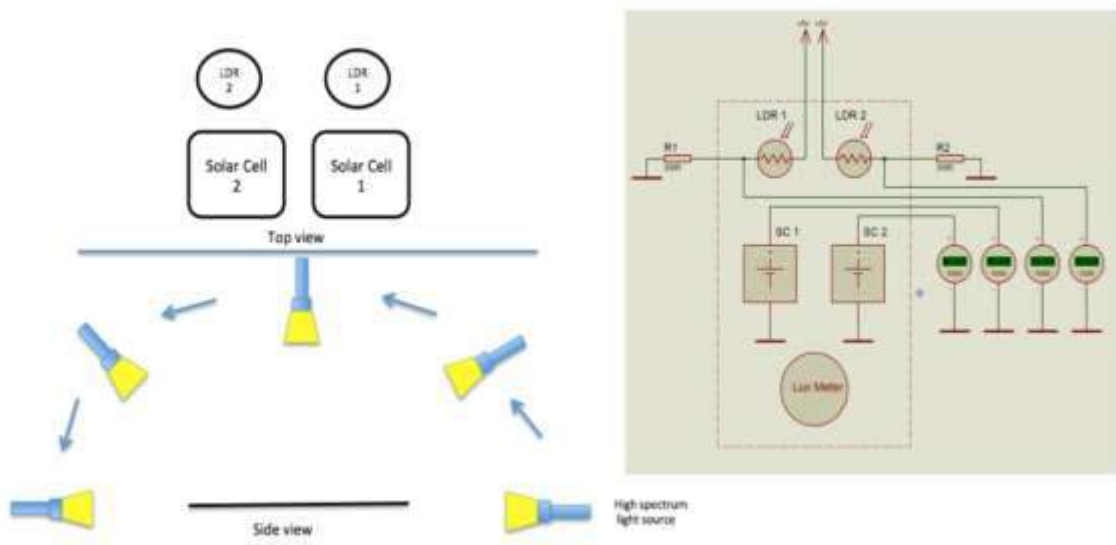 LDR
2
LDR
1
Solar Cell
2
Solar Cell
1
Top view
Side view
High spectrum
light source
LDR 1
LDR 2
R1
R2
SC 1
SC 2
Lux Meter